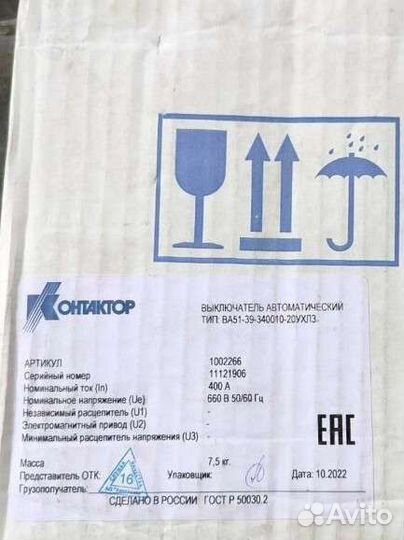 КОНТАКТОР
ВЫКЛЮЧАТЕЛЬ АВТОМАТИЧЕСКИЙ
ТИП: ВА51-39-340010-20УХЛ3
АРТИКУЛ 1002266
Серийный номер 11121906
Номинальный ток (In) 400 А
Номинальное напряжение (Ue) 660 В 50/60 Гц
Независимый расцепитель (U1) -
Электромагнитный привод (U2) -
Минимальный расцепитель напряжения (U3) -
EAC
Масса 7,5 кг.
Представитель ОТК: 16 Упаковщик: Дата: 10.2022
Грузополучатель:
СДЕЛАНО В РОССИИ ГОСТ Р 50030.2
Avito